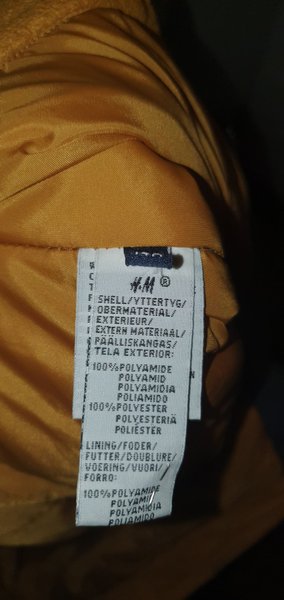 H.M®
SHELL/YTTERTYG/
OBERMATERIAL/
EXTERIEUR/
EXTERN MATERIAAL/
PÄÄLLISKANGAS/
TELA EXTERIOR:
100%POLYAMIDE
POLYAMID
POLYAMIDIA
POLIAMIDO
100%POLYESTER
POLYESTERIÄ
POLIÉSTER
LINING/FODER/
FUTTER/DOUBLURE/
VOERING/VUORI/
FORRO:
100%POLYAMIDE
POLYAMID
POLYAMIDIA
POLIAMIDO